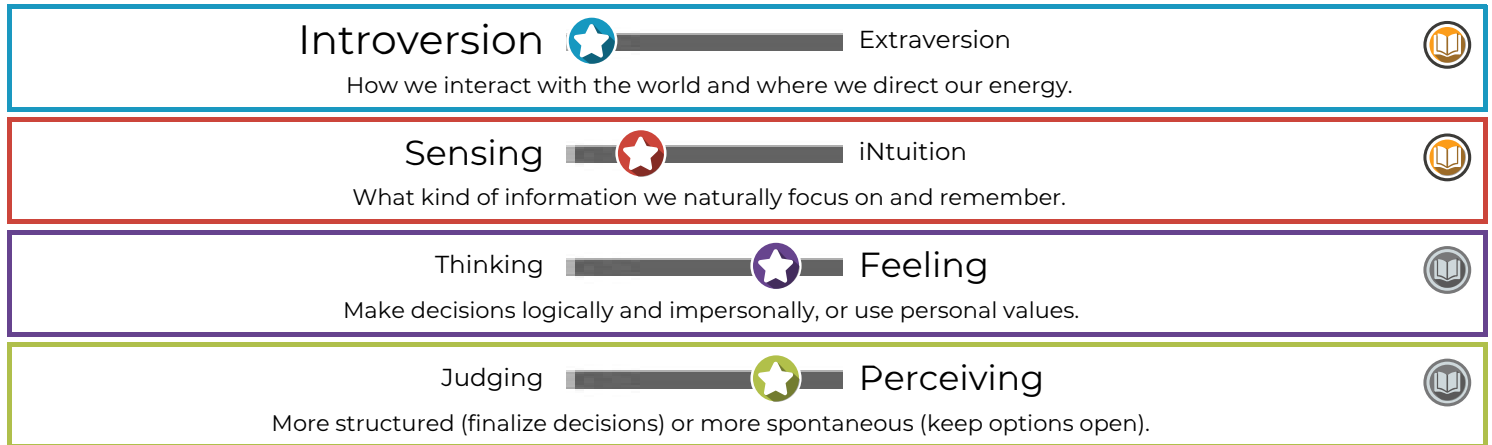 Introversion Extraversion
How we interact with the world and where we direct our energy.
Sensing iNtuition
What kind of information we naturally focus on and remember.
Thinking Feeling
Make decisions logically and impersonally, or use personal values.
Judging Perceiving
More structured (finalize decisions) or more spontaneous (keep options open).